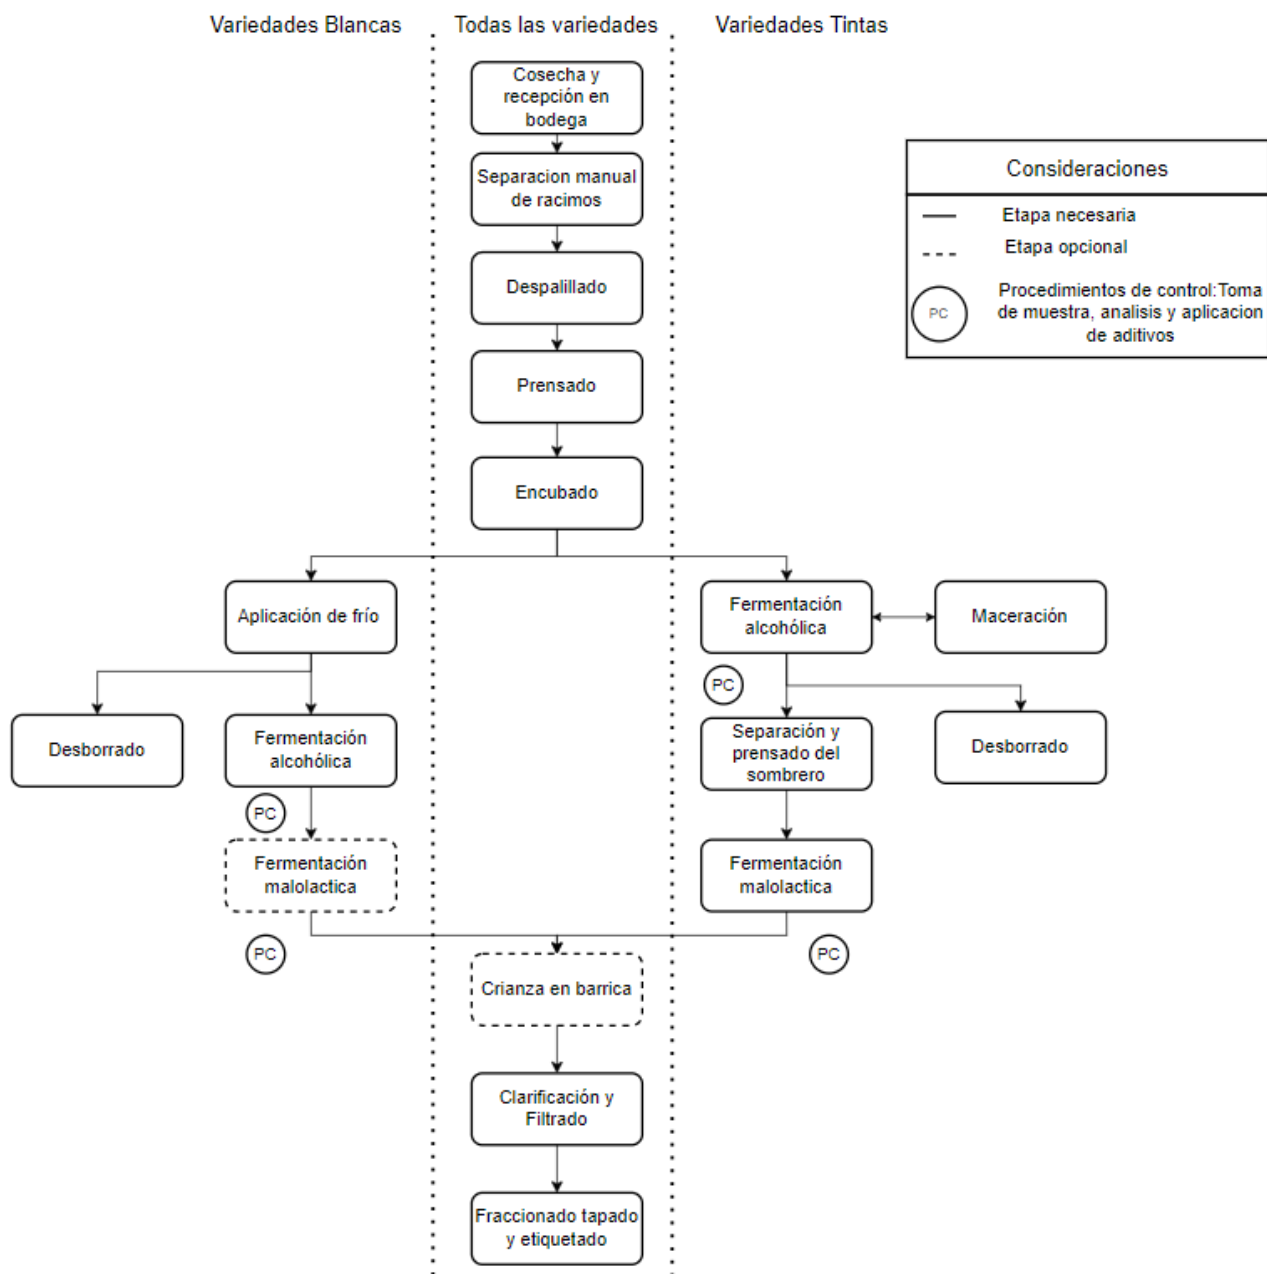 Variedades Blancas
Todas las variedades
Variedades Tintas
Cosecha y
recepción en
bodega
Separacion manual
de racimos
Despalillado
Prensado
Encubado
Consideraciones
Etapa necesaria
Etapa opcional
PC
Procedimientos de control:Toma
de muestra, analisis y aplicacion
de aditivos
Aplicación de frío
Desborrado
Fermentación
alcohólica
PC
Fermentación
malolactica
PC
Fermentación
alcohólica
Maceración
PC
Separación y
prensado del
sombrero
Desborrado
Fermentación
malolactica
PC
Crianza en barrica
Clarificación y
Filtrado
Fraccionado tapado
y etiquetado